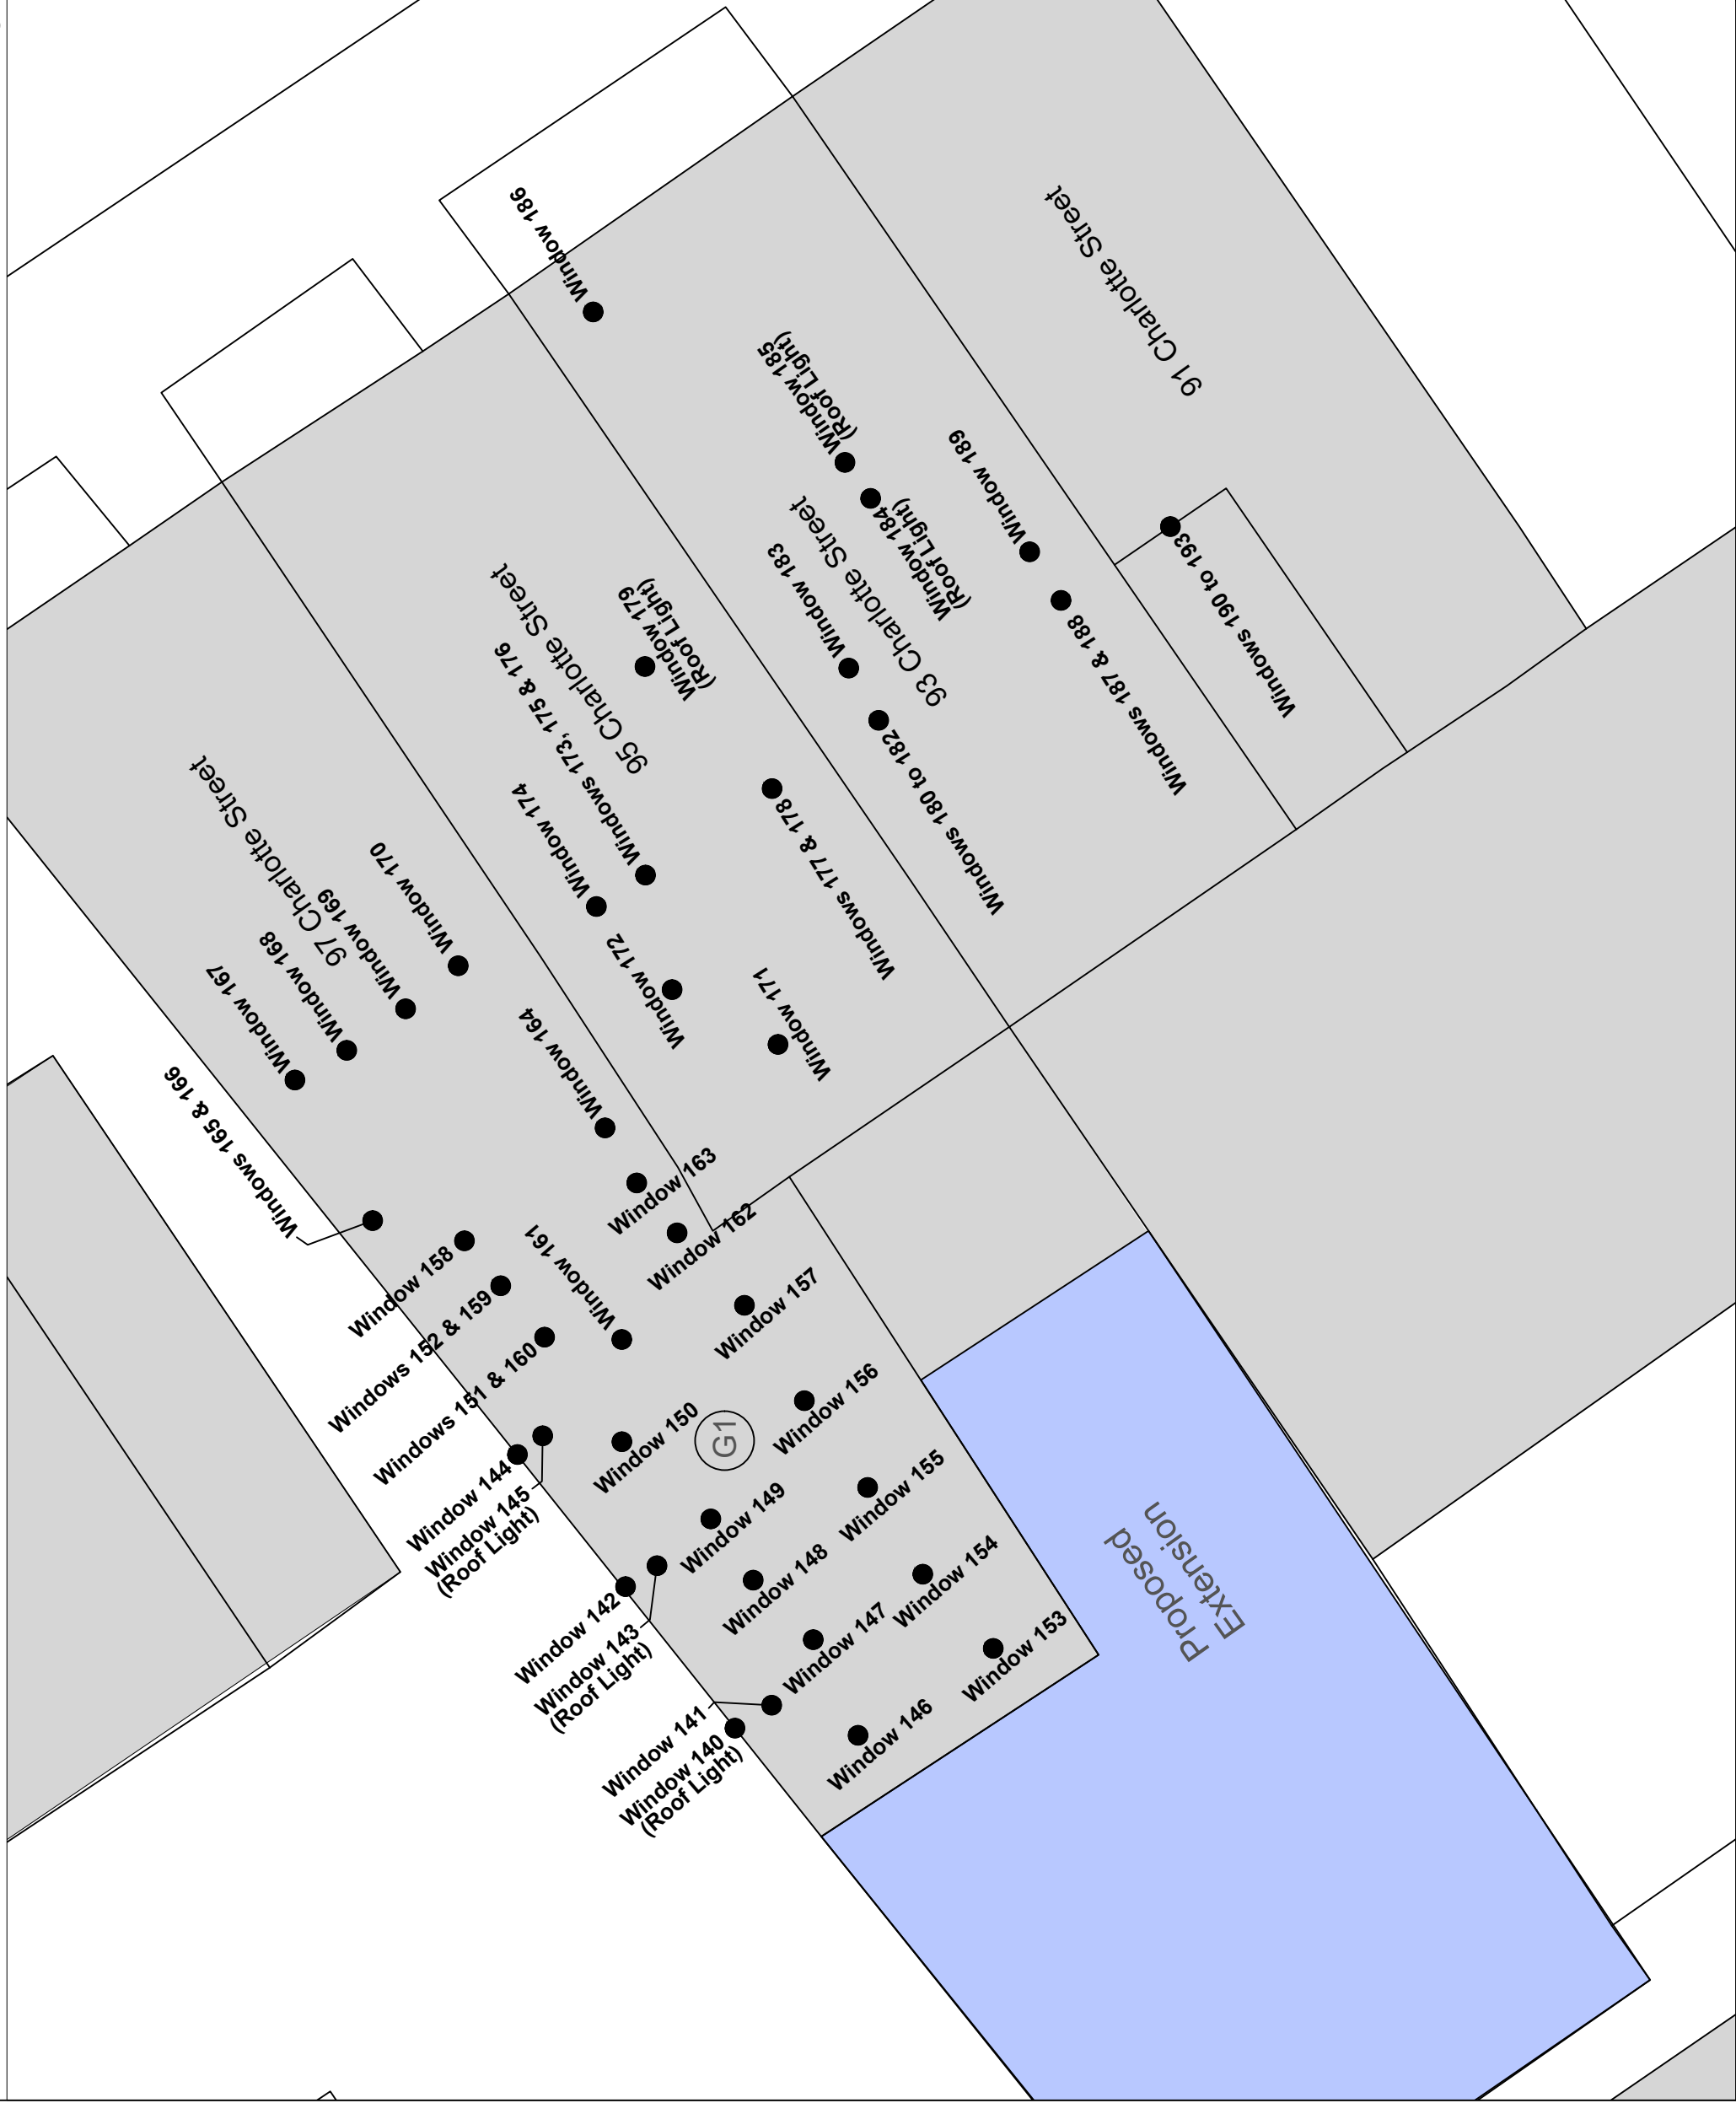 Window 186
91 Charlotte Street
Window 185
(Roof Light)
Window 184
(Roof Light)
93 Charlotte Street
Window 183
Windows 180 to 182
Window 189
Windows 187 & 188
Windows 190 to 193
Window 179
(Roof Light)
95 Charlotte Street
Windows 173, 175 & 176
Window 174
Windows 177 & 178
Window 172
Window 171
97 Charlotte Street
Window 170
Window 169
Window 168
Window 167
Windows 165 & 166
Window 164
Window 163
Window 162
Window 161
Window 158
Windows 152 & 159
Windows 151 & 160
Window 157
Window 156
Window 155
Window 154
Window 153
G1
Window 150
Window 149
Window 148
Window 147
Window 146
Window 144
Window 145
(Roof Light)
Window 142
Window 143
(Roof Light)
Window 141
Window 140
(Roof Light)
Proposed
Extension